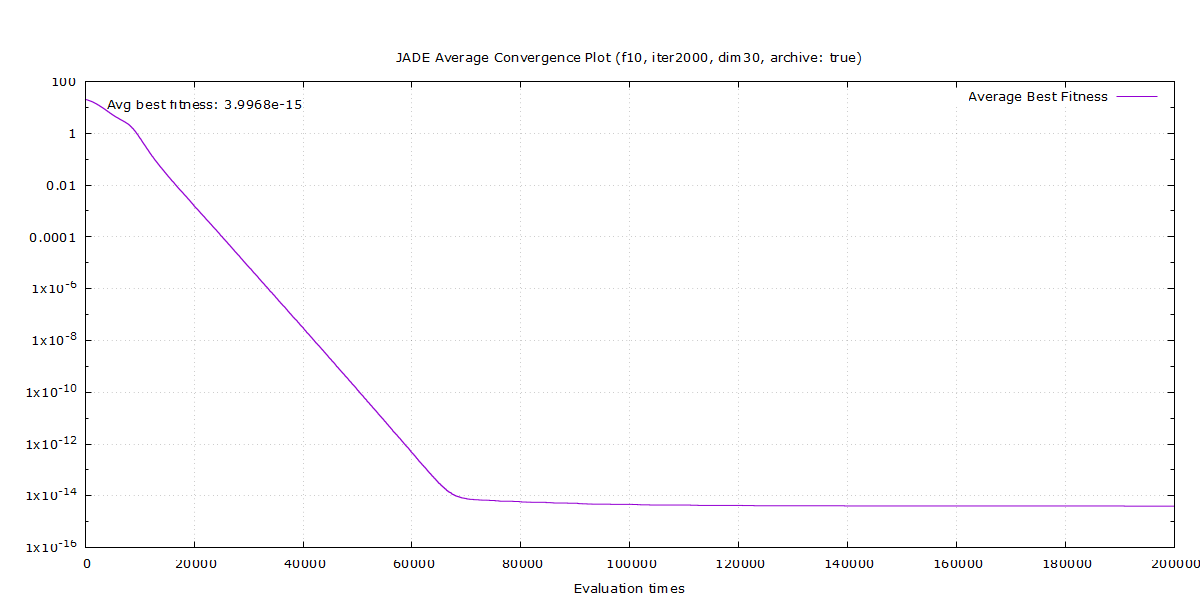 JADE Average Convergence Plot (f10, iter2000, dim30, archive: true)
100
Avg best fitness: 3.9968e-15
Average Best Fitness
1
0.01
0.0001
1x10^-6
1x10^-8
1x10^-10
1x10^-12
1x10^-14
1x10^-16
0 20000 40000 60000 80000 100000 120000 140000 160000 180000 200000
Evaluation times